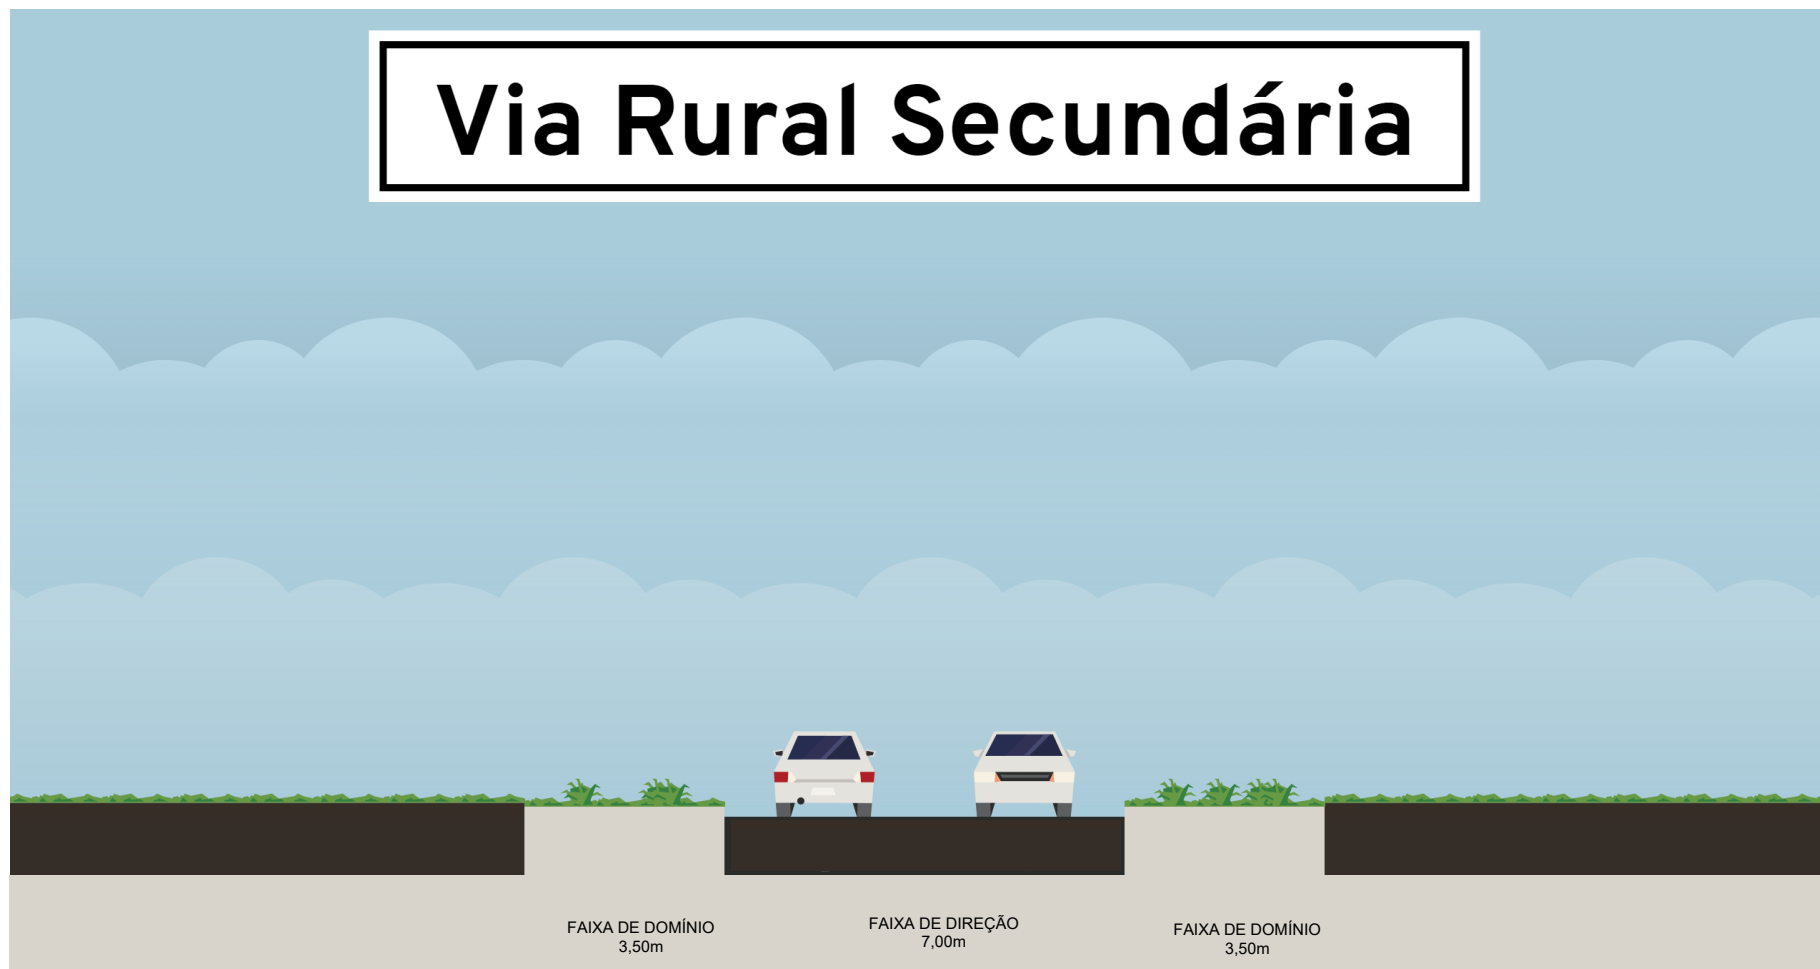 Via Rural Secundária
FAIXA DE DOMÍNIO
3,50m
FAIXA DE DIREÇÃO
7,00m
FAIXA DE DOMÍNIO
3,50m